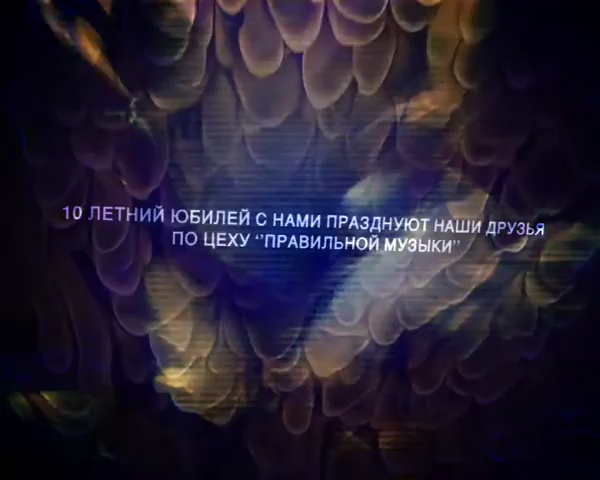 10 ЛЕТНИЙ ЮБИЛЕЙ С НАМИ ПРАЗДНУЮТ НАШИ ДРУЗЬЯ
ПО ЦЕХУ "ПРАВИЛЬНОЙ МУЗЫКИ"